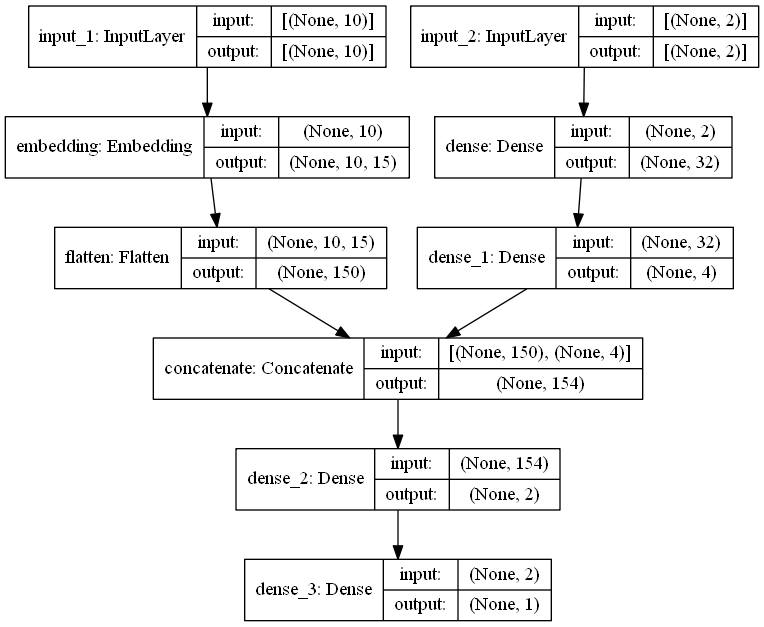 input_1: InputLayer
input: [(None, 10)]
output: [(None, 10)]
input_2: InputLayer
input: [(None, 2)]
output: [(None, 2)]
embedding: Embedding
input: (None, 10)
output: (None, 10, 15)
dense: Dense
input: (None, 2)
output: (None, 32)
flatten: Flatten
input: (None, 10, 15)
output: (None, 150)
dense_1: Dense
input: (None, 32)
output: (None, 4)
concatenate: Concatenate
input: [(None, 150), (None, 4)]
output: (None, 154)
dense_2: Dense
input: (None, 154)
output: (None, 2)
dense_3: Dense
input: (None, 2)
output: (None, 1)